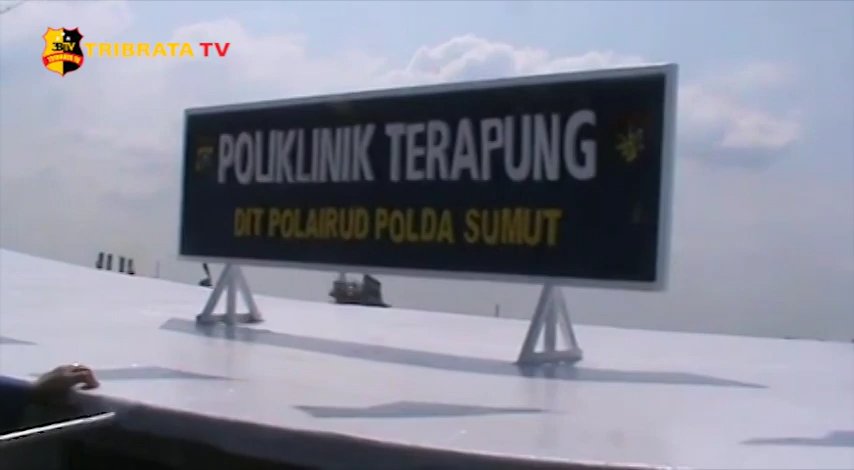 TRIBRATA TV
POLIKLINIK TERAPUNG
DIT POLAIRUD POLDA SUMUT